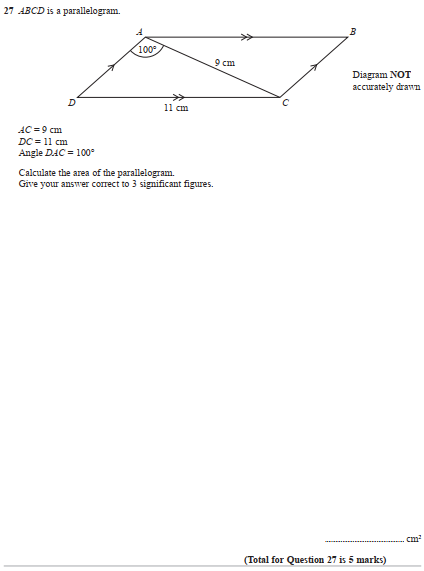 27 ABCD is a parallelogram.
A
B
100°
9 cm
Diagram NOT
accurately drawn
D
C
11 cm
AC = 9 cm
DC = 11 cm
Angle DAC = 100°
Calculate the area of the parallelogram.
Give your answer correct to 3 significant figures.
........................................ cm²
(Total for Question 27 is 5 marks)